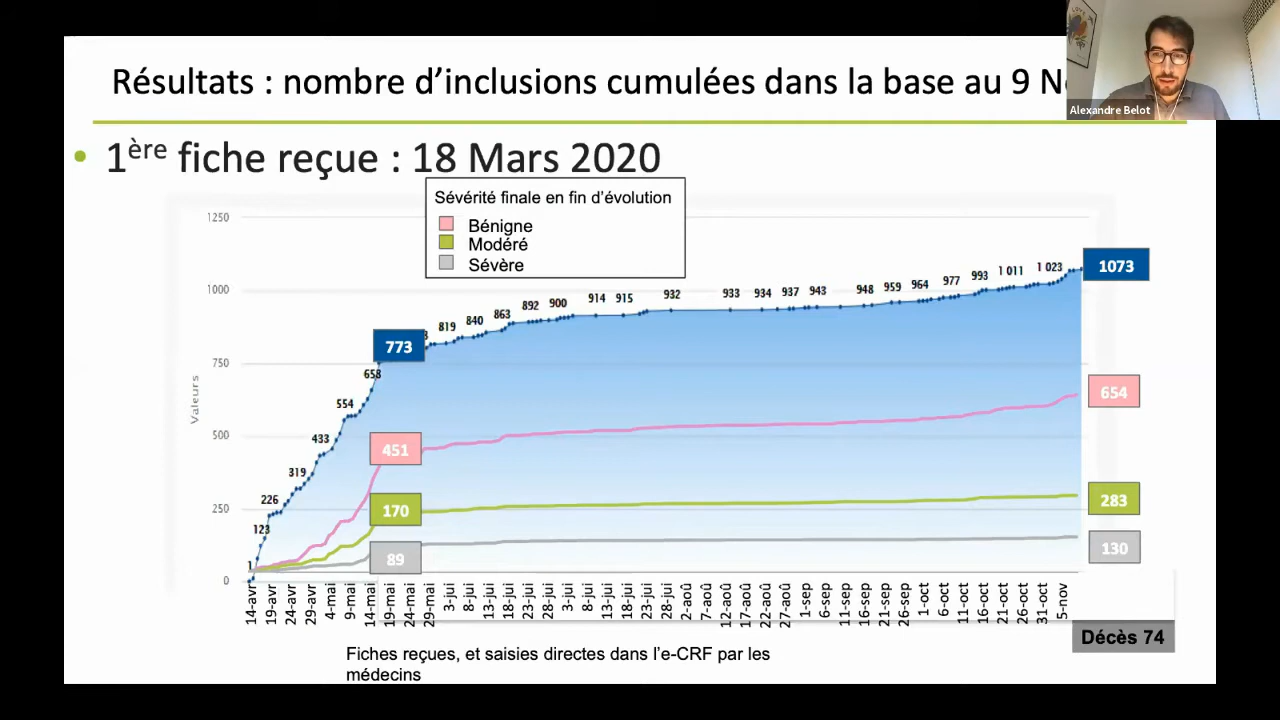 Résultats : nombre d’inclusions cumulées dans la base au 9
Alexandre Belot
• 1ère fiche reçue : 18 Mars 2020
Sévérité finale en fin d’évolution
Bénigne
Modéré
Sévère
Valeurs
1250
1000
750
500
250
0
1
123
226
319
433
554
658
773
819
840
863
892
900
914
915
932
933
934
937
943
948
959
964
977
993
1 011
1 023
1073
451
654
170
283
89
130
14-avr
19-avr
24-avr
29-avr
4-mai
9-mai
14-mai
19-mai
24-mai
29-mai
3-jui
8-jui
13-jui
18-jui
23-jui
28-jui
3-jui
8-jui
13-jui
18-jui
23-jui
28-jui
2-aoû
7-aoû
12-aoû
17-aoû
22-aoû
27-aoû
1-sep
6-sep
11-sep
16-sep
21-sep
26-sep
1-oct
6-oct
11-oct
16-oct
21-oct
26-oct
31-oct
5-nov
Décès 74
Fiches reçues, et saisies directes dans l’e-CRF par les
médecins